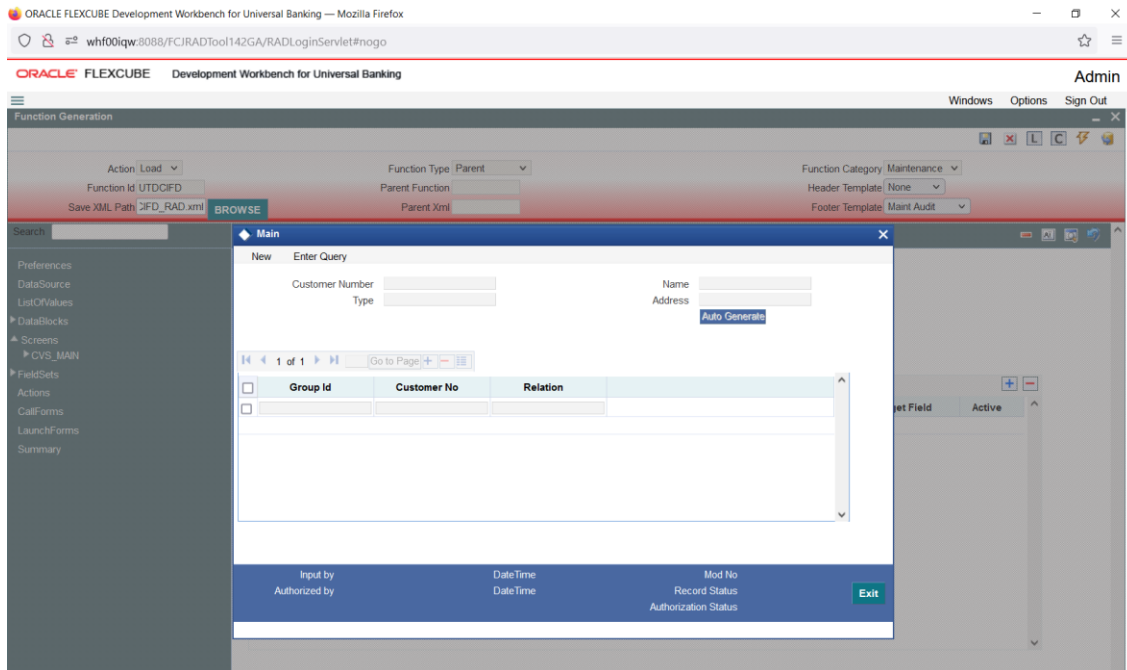 ORACLE FLEXCUBE Development Workbench for Universal Banking — Mozilla Firefox
whf00iqw:8088/FCJRADTool142GA/RADLoginServlet#nogo
ORACLE FLEXCUBE Development Workbench for Universal Banking
Admin
Windows Options Sign Out
Function Generation
L C
Action Load Function Type Parent Function Category Maintenance
Function Id UTDCIFD Parent Function Header Template None
Save XML Path CIFD_RAD.xml BROWSE Parent Xml Footer Template Maint Audit
Search
Main
New Enter Query
Preferences
DataSource
ListOfValues
DataBlocks
Screens
CVS_MAIN
FieldSets
Actions
CallForms
LaunchForms
Summary
Customer Number Name
Type Address
Auto Generate
1 of 1 Go to Page
Group Id Customer No Relation
get Field Active
Input by DateTime Mod No
Authorized by DateTime Record Status
Authorization Status
Exit